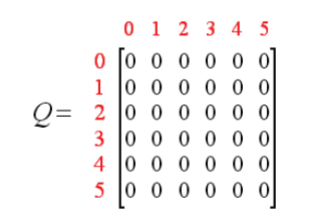 0 1 2 3 4 5
0 0 0 0 0 0 0
1 0 0 0 0 0 0
Q= 2 0 0 0 0 0 0
3 0 0 0 0 0 0
4 0 0 0 0 0 0
5 0 0 0 0 0 0